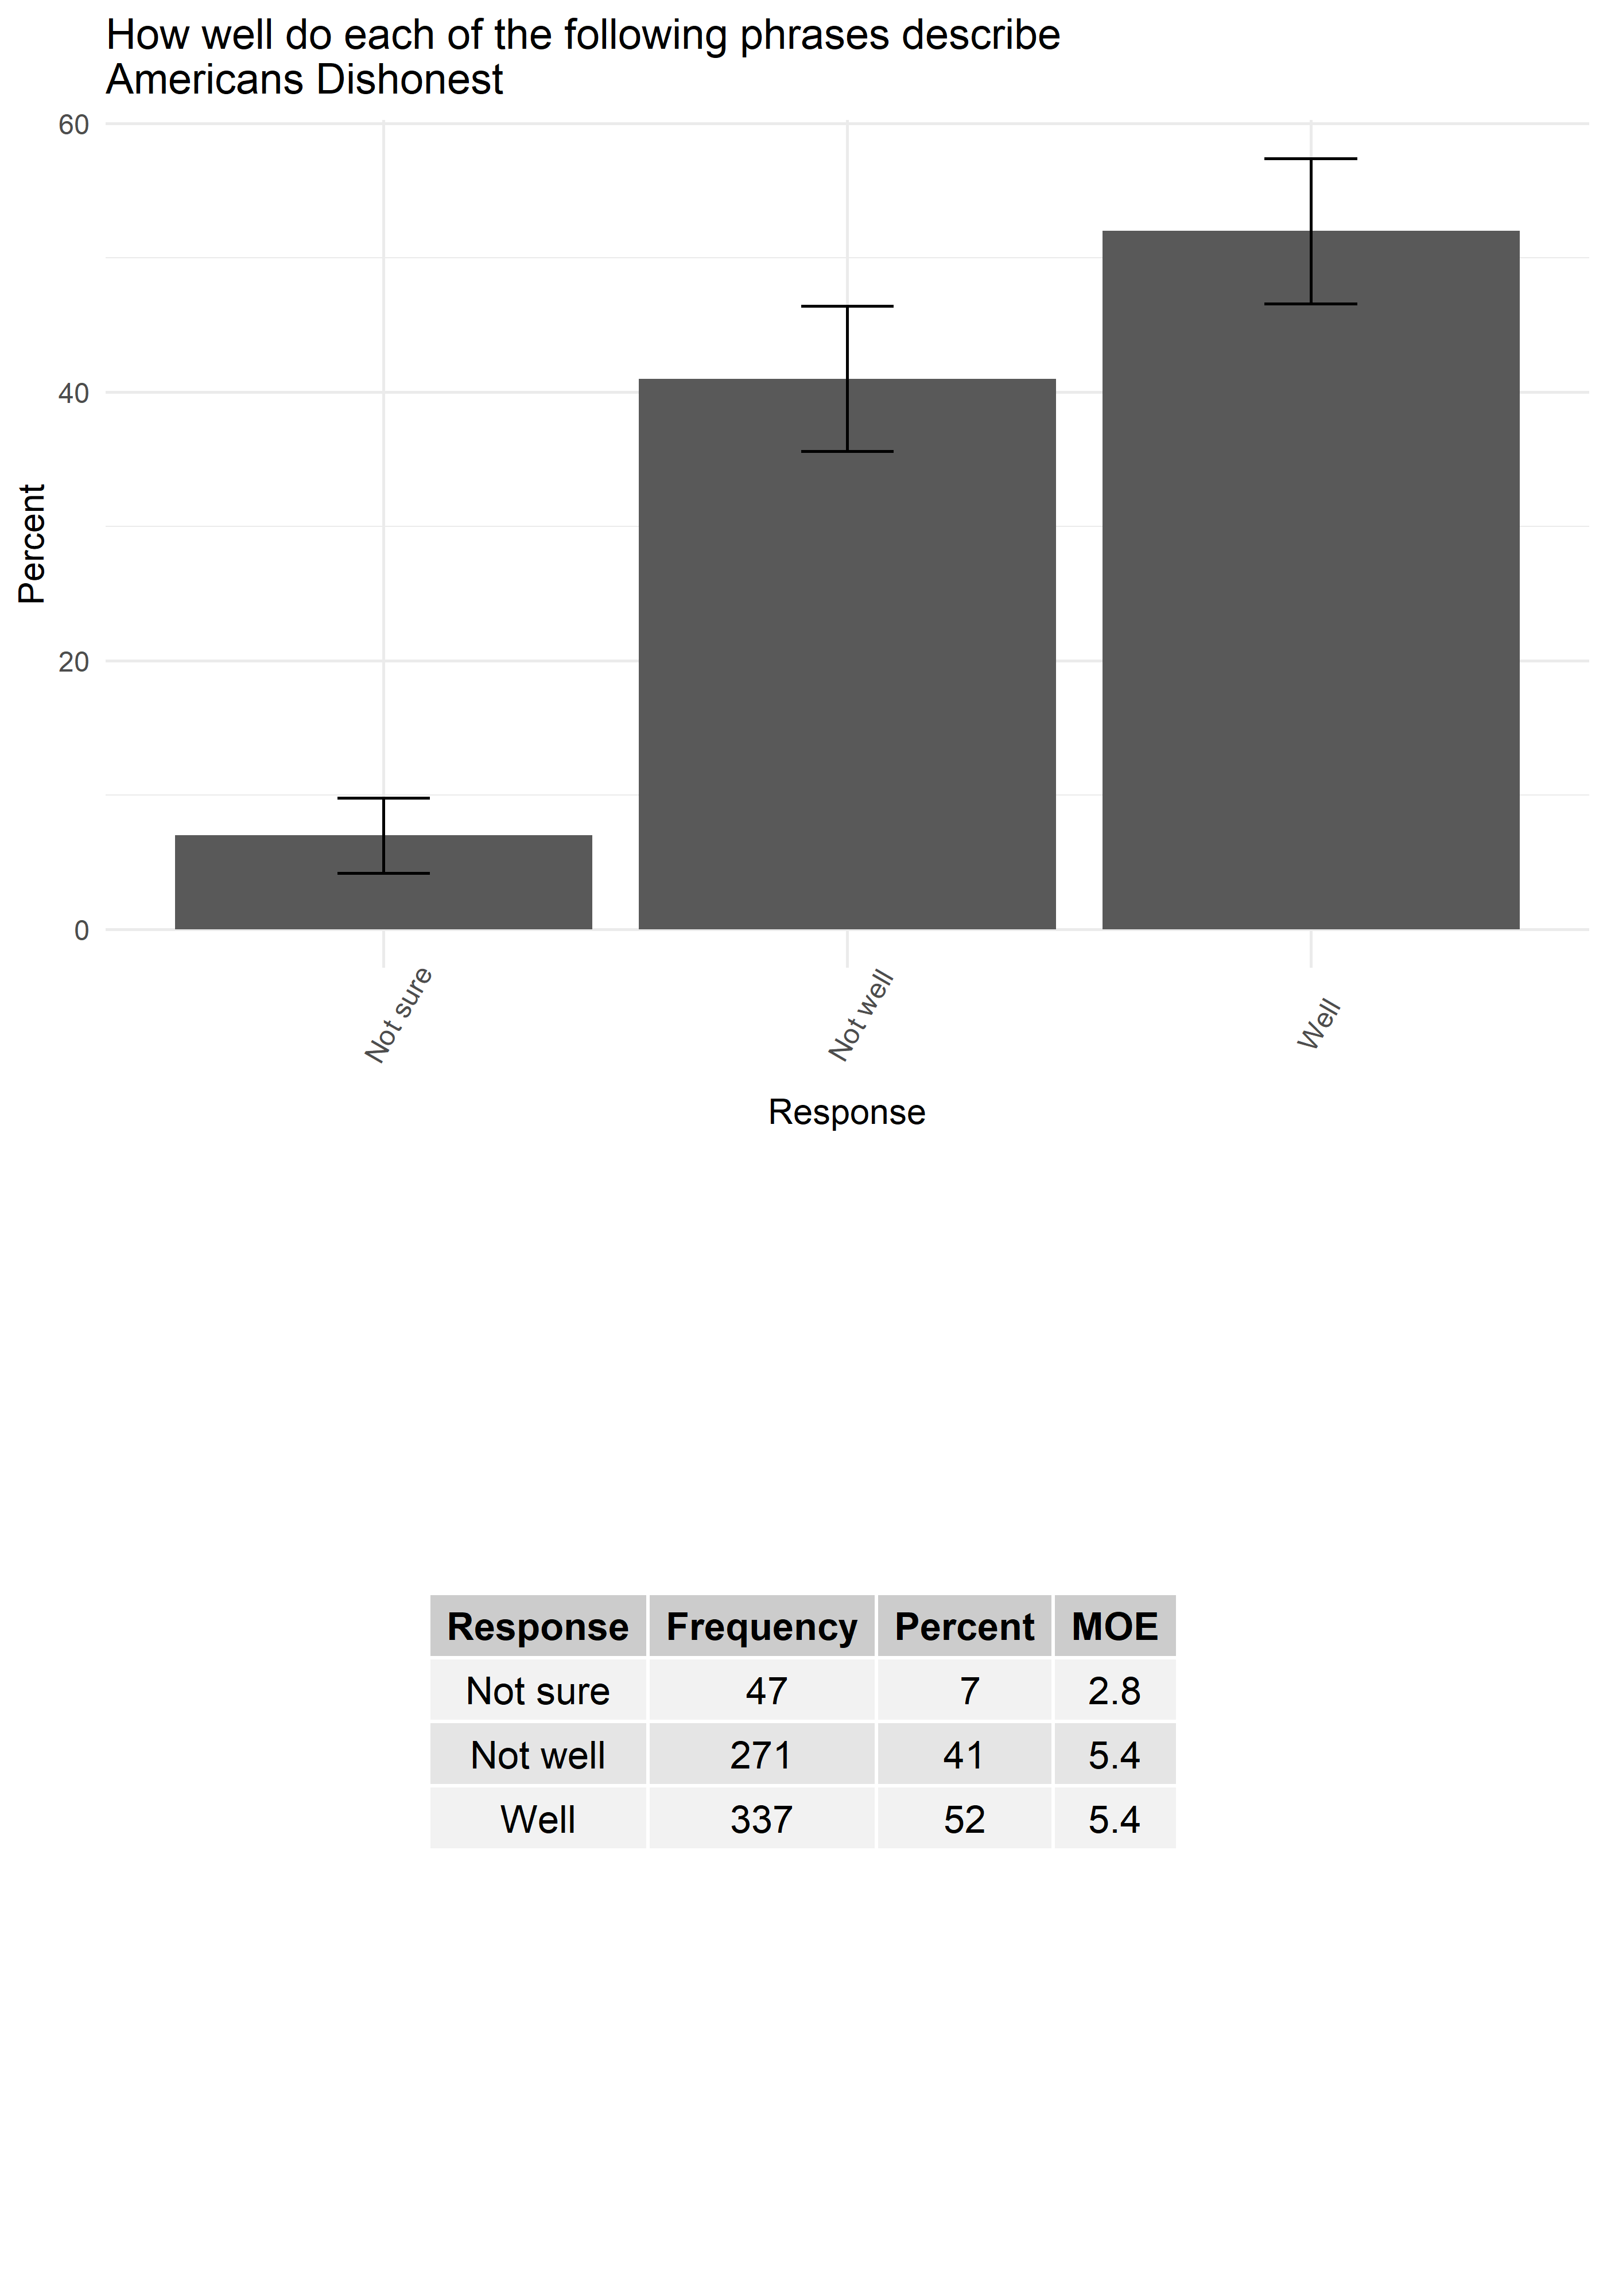 How well do each of the following phrases describe
Americans Dishonest
60
40
20
0
Percent
Not sure
Not well
Well
Response
Response Frequency Percent MOE
Not sure 47 7 2.8
Not well 271 41 5.4
Well 337 52 5.4